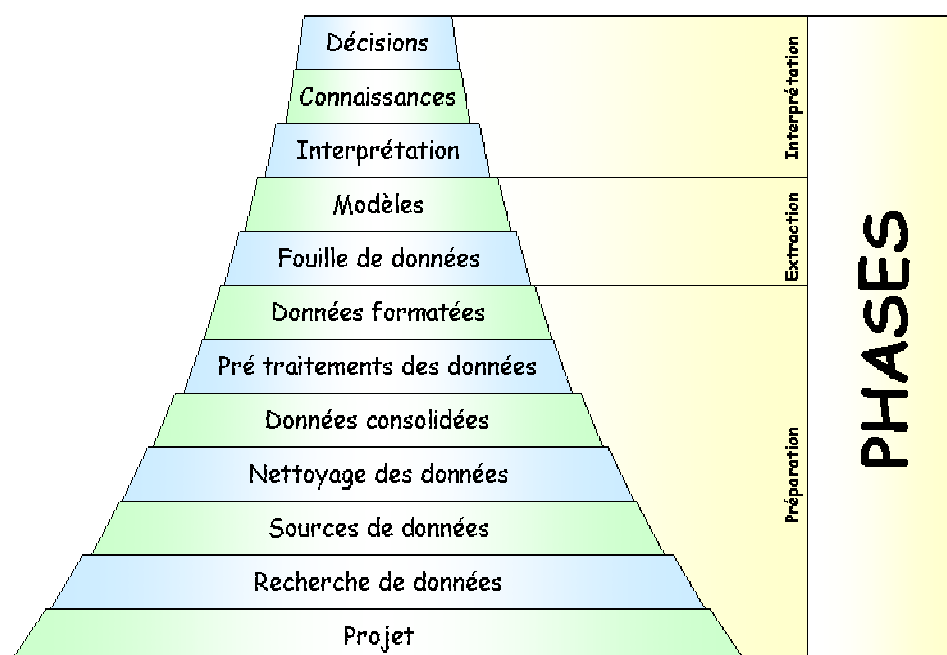 Décisions
Connaissances
Interprétation
Modèles
Fouille de données
Données formatées
Pré traitements des données
Données consolidées
Nettoyage des données
Sources de données
Recherche de données
Projet
Interprétation
Extraction
Préparation
PHASES